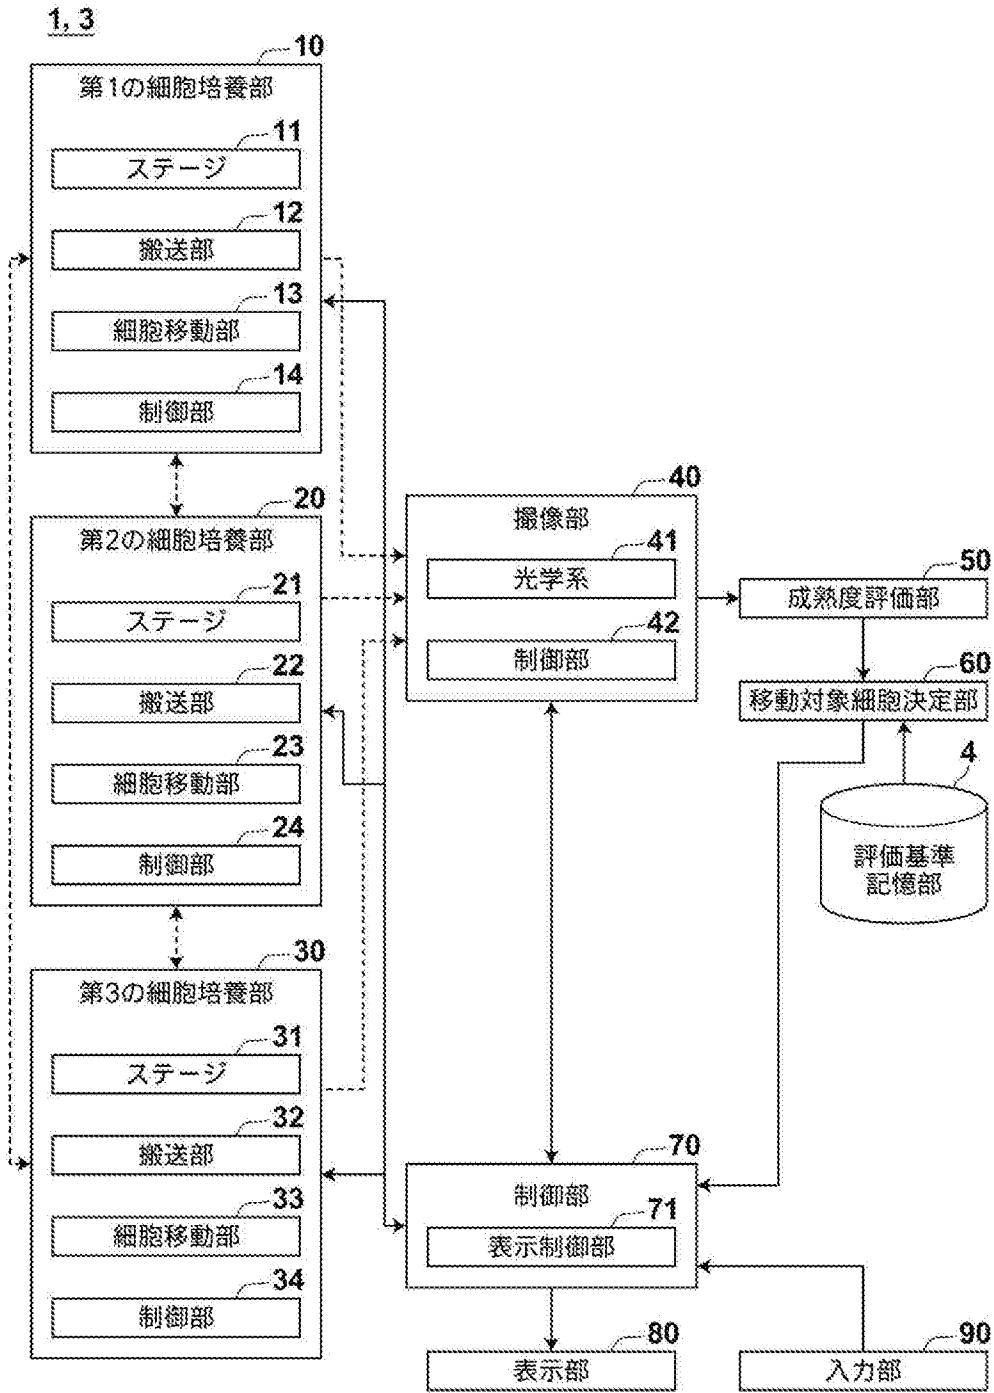 1, 3
10
第1の細胞培養部
11
ステージ
12
搬送部
13
細胞移動部
14
制御部
20
第2の細胞培養部
21
ステージ
22
搬送部
23
細胞移動部
24
制御部
30
第3の細胞培養部
31
ステージ
32
搬送部
33
細胞移動部
34
制御部
40
撮像部
41
光学系
42
制御部
50
成熟度評価部
60
移動対象細胞決定部
4
評価基準
記憶部
70
制御部
71
表示制御部
80
表示部
90
入力部